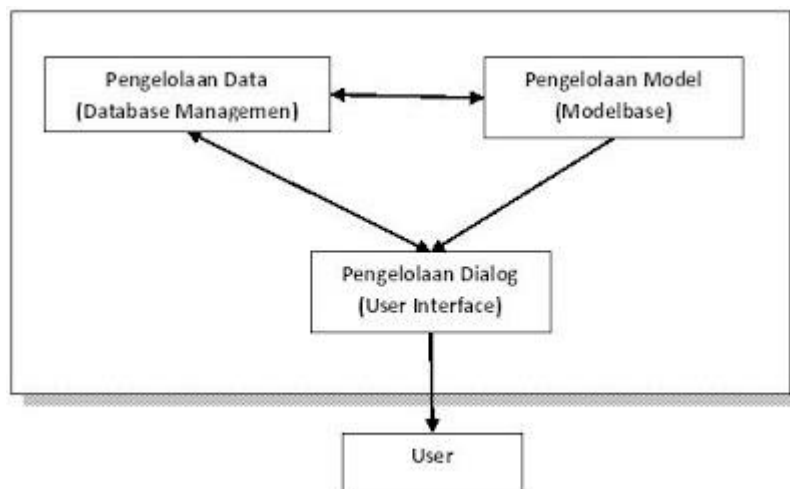 Pengelolaan Data
(Database Managemen)
Pengelolaan Model
(Modelbase)
Pengelolaan Dialog
(User Interface)
User